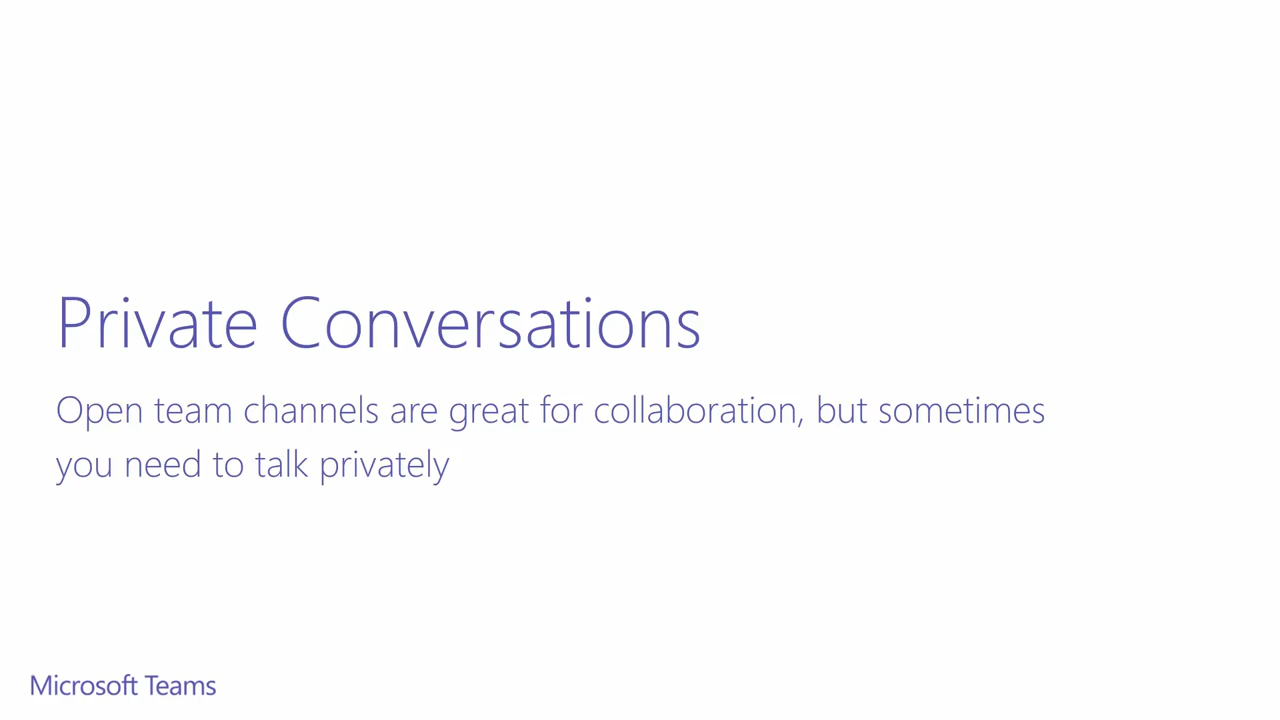 Private Conversations
Open team channels are great for collaboration, but sometimes
you need to talk privately
Microsoft Teams